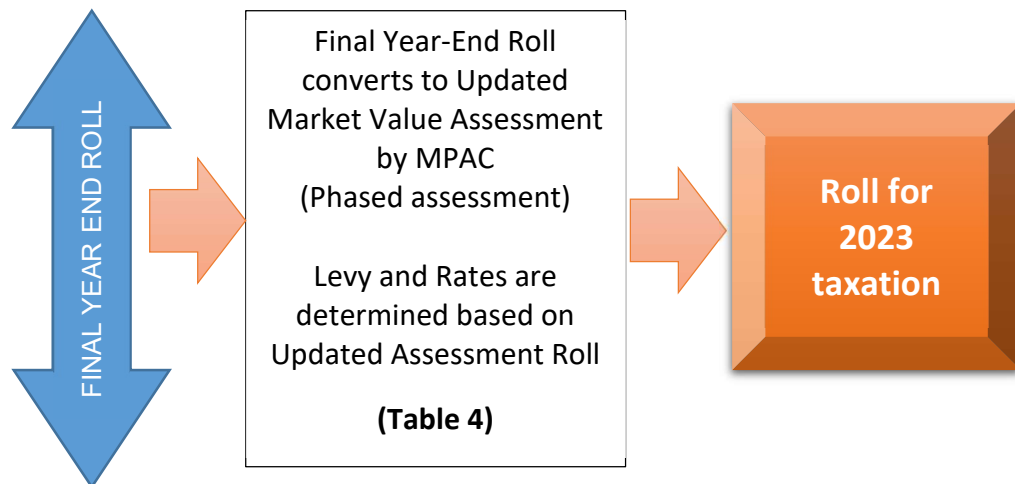 FINAL YEAR END ROLL
Final Year-End Roll
converts to Updated
Market Value Assessment
by MPAC
(Phased assessment)
Levy and Rates are
determined based on
Updated Assessment Roll
(Table 4)
Roll for
2023
taxation